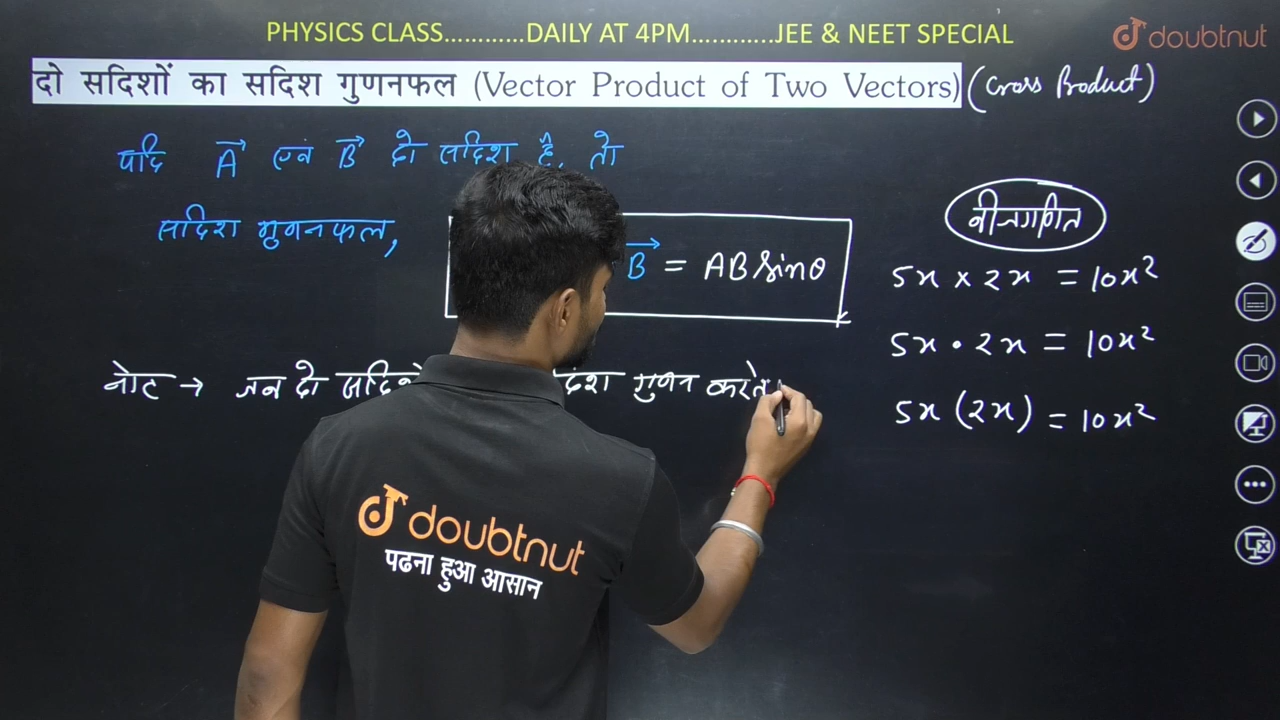 PHYSICS CLASS............DAILY AT 4PM............JEE & NEET SPECIAL
doubtnut
दो सदिशों का सदिश गुणनफल (Vector Product of Two Vectors) (Cross Product)
यदि A⃗ एवं B⃗ दो सदिश है, तो
सदिश गुणनफल,
B⃗ = AB Sinθ
नोट → जब दो गुणन करते
बीजगणित
5x × 2x = 10x²
5x • 2x = 10x²
5x (2x) = 10x²
doubtnut
पढना हुआ आसान